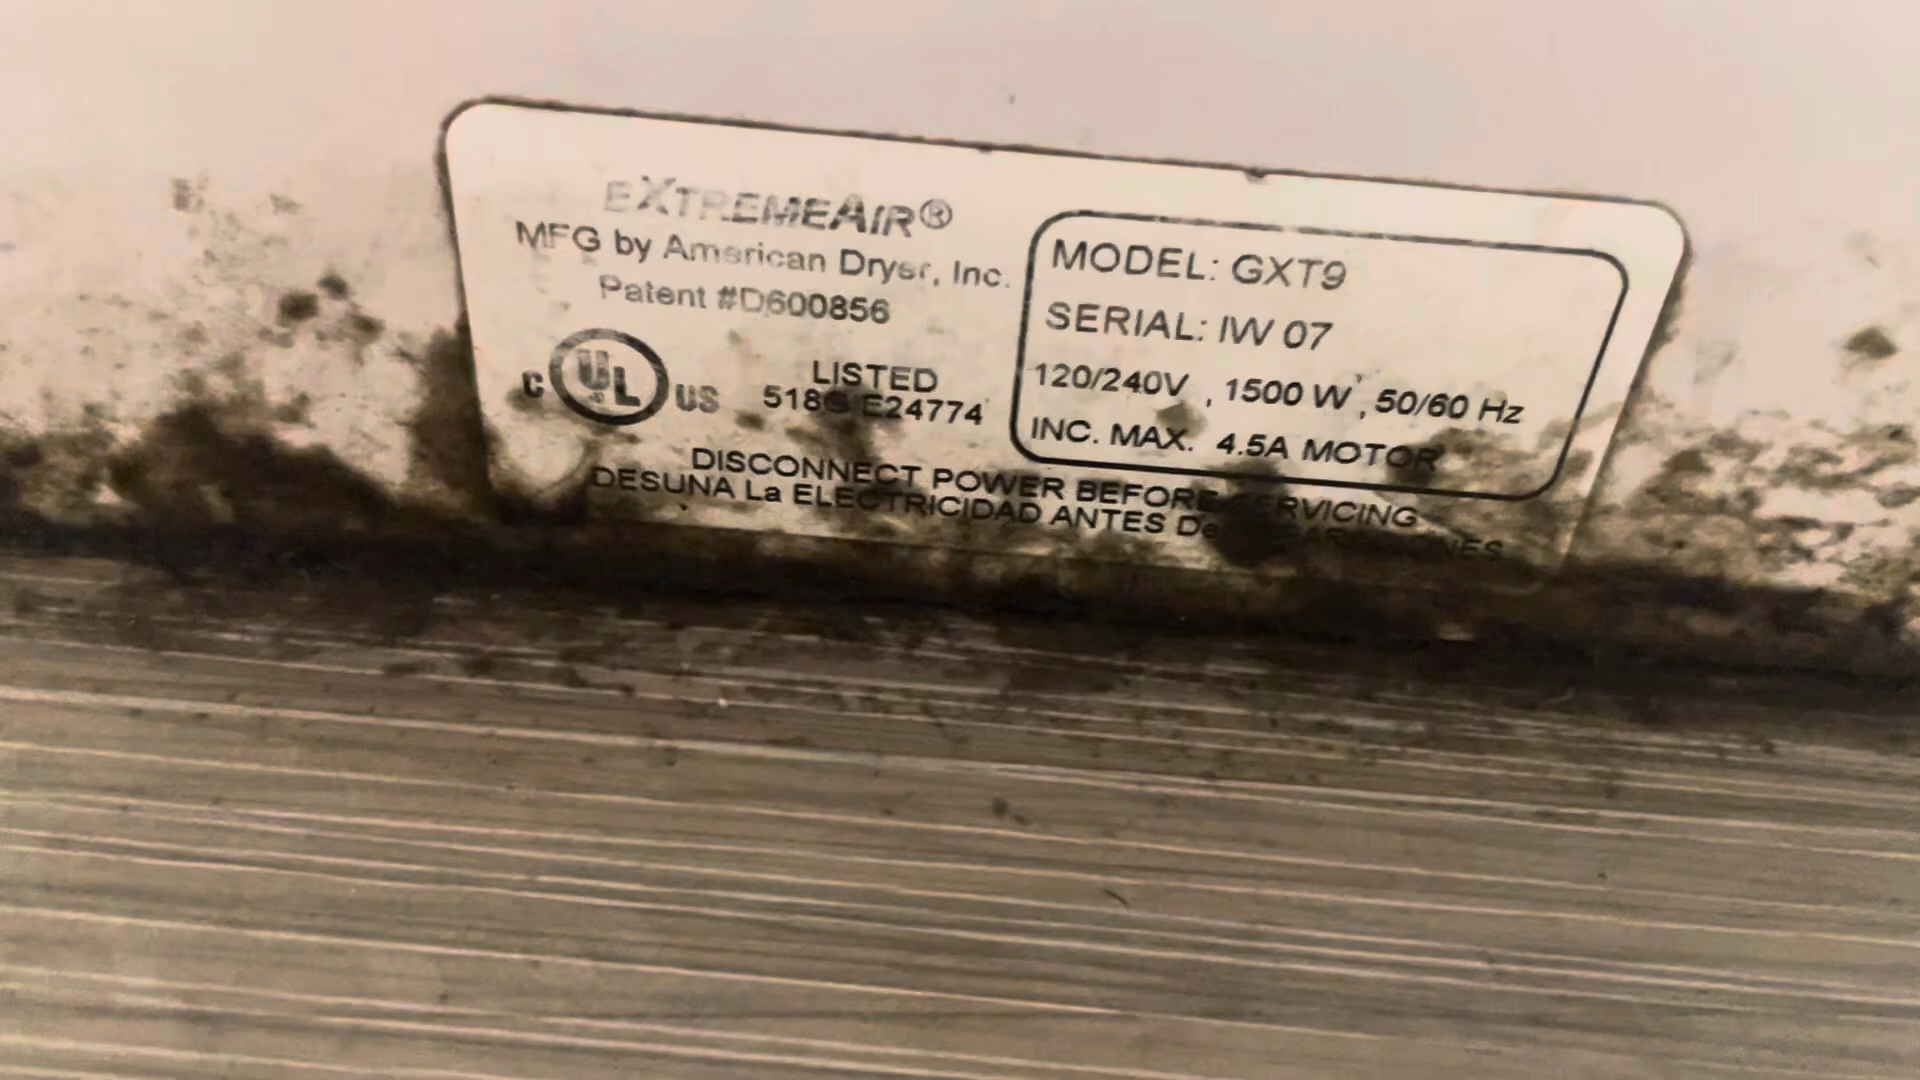 EXTREMEAIR®
MFG by American Dryer, Inc.
Patent #D600856
C UL US
LISTED
E24774
MODEL: GXT9
SERIAL: IW 07
120/240V , 1500 W , 50/60 Hz
INC. MAX. 4.5A MOTOR
DISCONNECT POWER BEFORE SERVICING
DESUNA La ELECTRICIDAD ANTES De